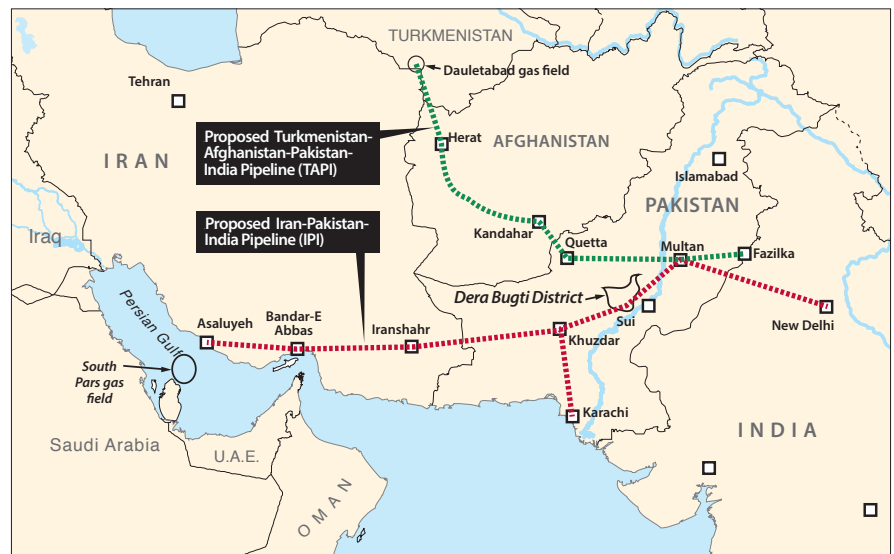 TURKMENISTAN
Dauletabad gas field
Tehran
Proposed Turkmenistan-
Afghanistan-Pakistan-
India Pipeline (TAPI)
Herat
AFGHANISTAN
IRAN
Islamabad
PAKISTAN
Proposed Iran-Pakistan-
India Pipeline (IPI)
Kandahar
Iraq
Quetta
Multan
Fazilka
Persian Gulf
Dera Bugti District
Bandar-E
Abbas
Asaluyeh
Iranshahr
Sui
New Delhi
Khuzdar
South
Pars gas
field
Karachi
INDIA
Saudi Arabia
U.A.E.
OMAN